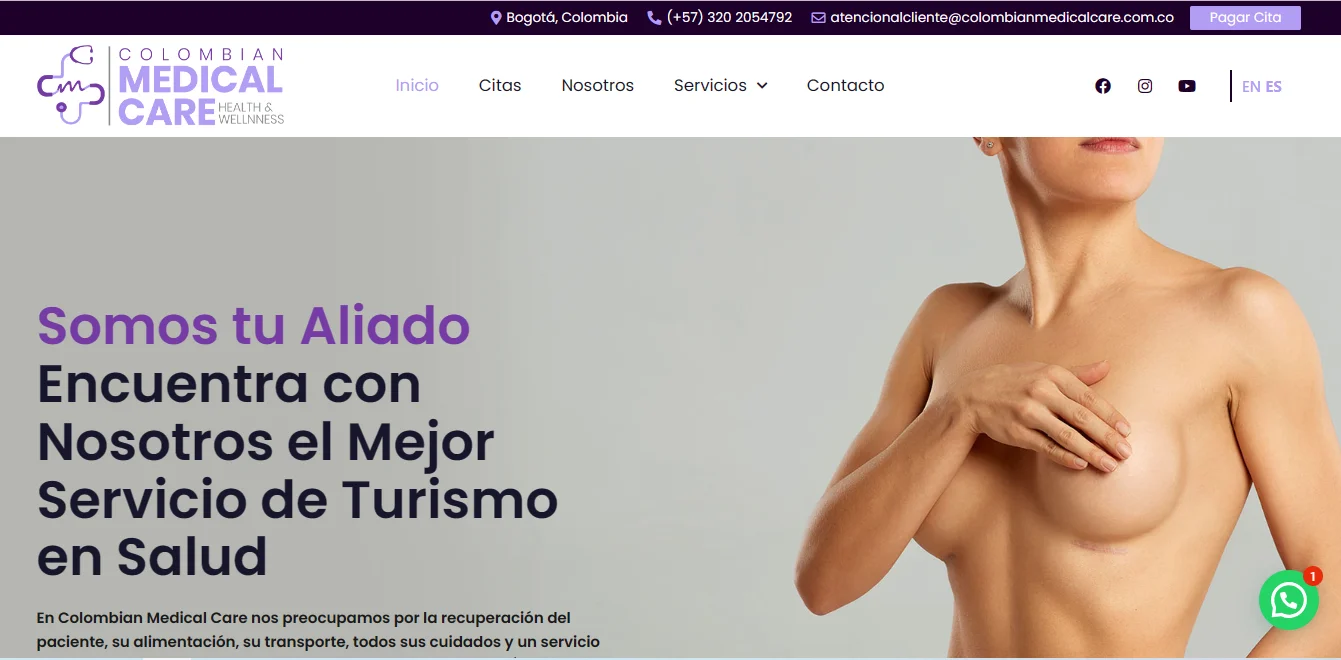 Bogotá, Colombia (+57) 320 2054792 atencionalcliente@colombianmedicalcare.com.co Pagar Cita
COLOMBIAN
MEDICAL
CARE HEALTH &
WELLNNESS
cm
Inicio Citas Nosotros Servicios Contacto EN ES
Somos tu Aliado
Encuentra con
Nosotros el Mejor
Servicio de Turismo
en Salud
En Colombian Medical Care nos preocupamos por la recuperación del
paciente, su alimentación, su transporte, todos sus cuidados y un servicio
1